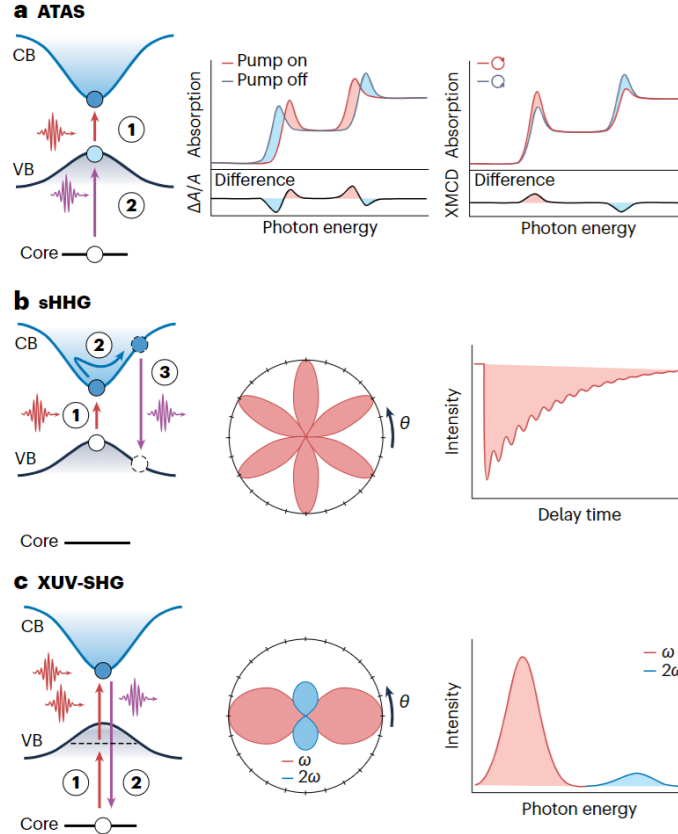 a ATAS
CB
VB
Core
1
2
Pump on
Pump off
Absorption
Difference
ΔA/A
Photon energy
Absorption
Difference
XMCD
Photon energy
b sHHG
CB
VB
Core
2
3
1
θ
Intensity
Delay time
c XUV-SHG
CB
VB
Core
1
2
θ
ω
2ω
Intensity
ω
2ω
Photon energy